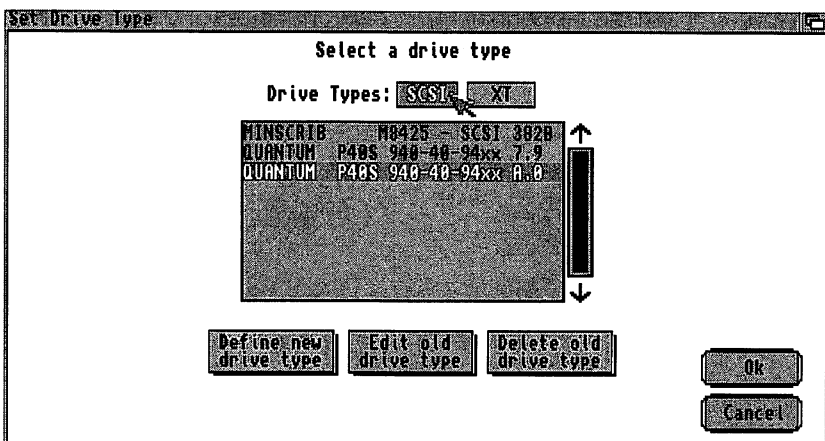 Set Drive Type
Select a drive type
Drive Types: SCSI XT
MINSCRIB M8425 - SCSI 382B
QUANTUM P40S 940-40-94xx 7.9
QUANTUM P40S 940-40-94xx A.0
Define new drive type
Edit old drive type
Delete old drive type
Ok
Cancel